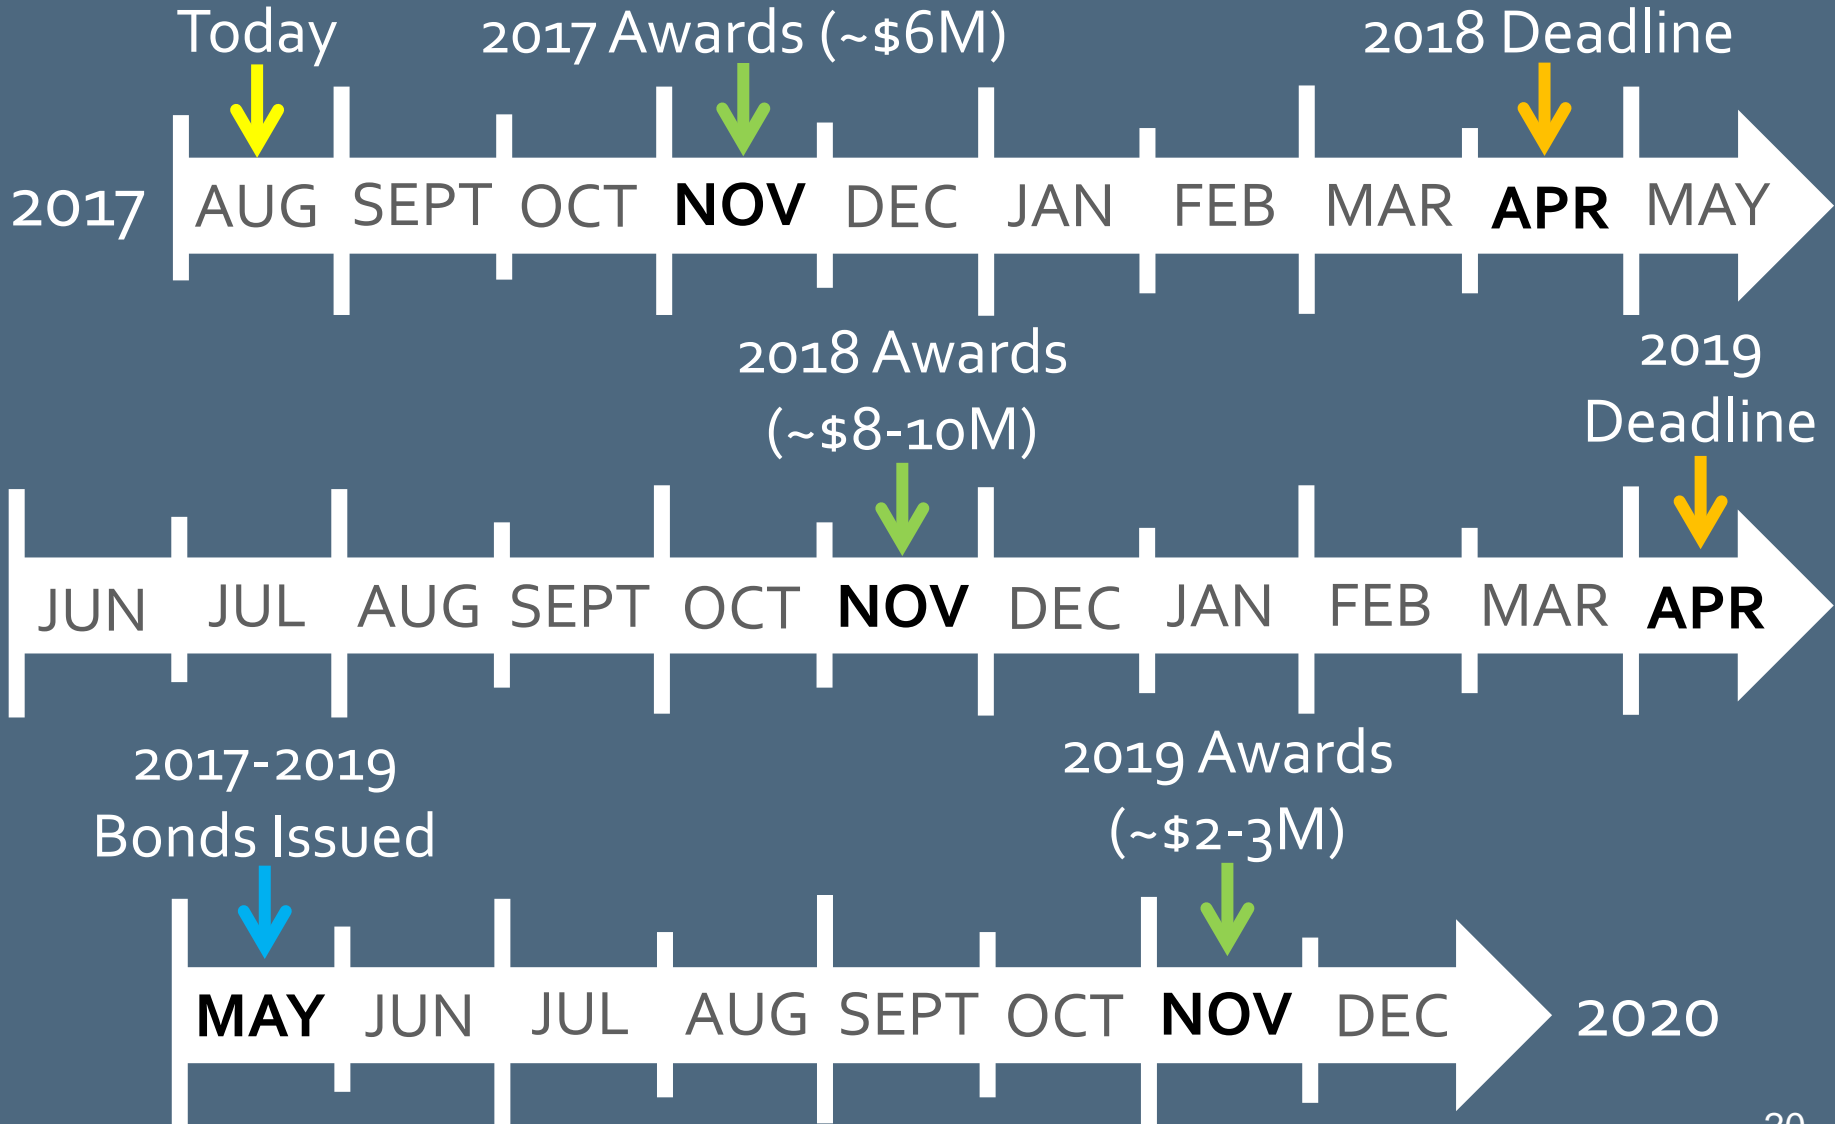 Today
2017 Awards (~$6M)
2018 Deadline
2017
AUG SEPT OCT NOV DEC JAN FEB MAR APR MAY
2018 Awards
(~$8-10M)
2019
Deadline
JUN JUL AUG SEPT OCT NOV DEC JAN FEB MAR APR
2017-2019
Bonds Issued
2019 Awards
(~$2-3M)
MAY JUN JUL AUG SEPT OCT NOV DEC
2020